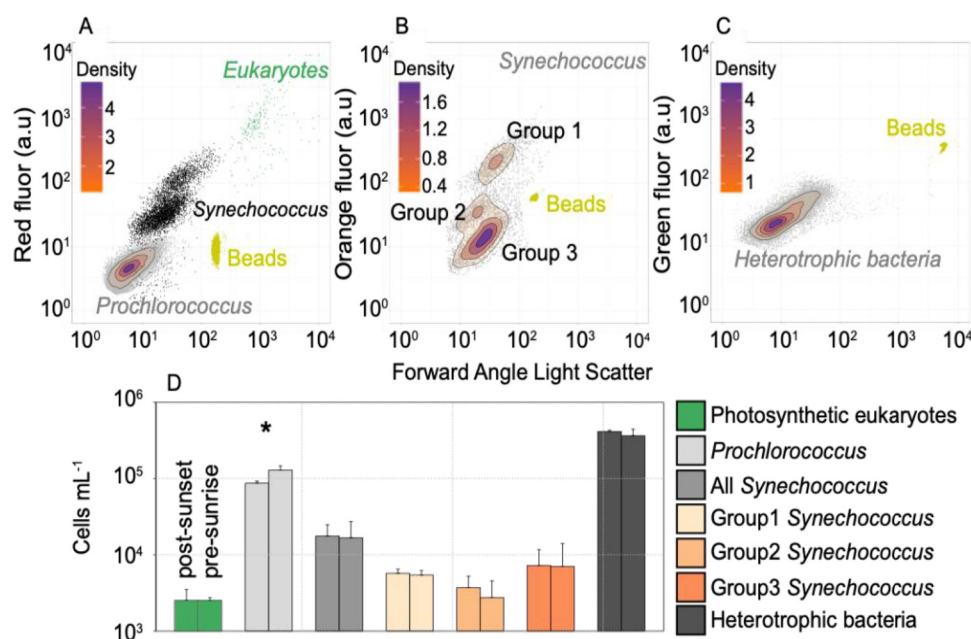 A
10⁴
10³
10²
10¹
10⁰
Red fluor (a.u)
Density
4
3
2
Eukaryotes
Synechococcus
Beads
Prochlorococcus
10⁰ 10¹ 10² 10³ 10⁴
B
10⁴
10³
10²
10¹
10⁰
Orange fluor (a.u)
Density
1.6
1.2
0.8
0.4
Synechococcus
Group 1
Group 2
Beads
Group 3
10⁰ 10¹ 10² 10³ 10⁴
C
10⁴
10³
10²
10¹
10⁰
Green fluor (a.u)
Density
4
3
2
1
Beads
Heterotrophic bacteria
10⁰ 10¹ 10² 10³ 10⁴
Forward Angle Light Scatter
D
10⁶
10⁵
10⁴
10³
Cells mL⁻¹
post-sunset
pre-sunrise
*
Photosynthetic eukaryotes
Prochlorococcus
All Synechococcus
Group1 Synechococcus
Group2 Synechococcus
Group3 Synechococcus
Heterotrophic bacteria